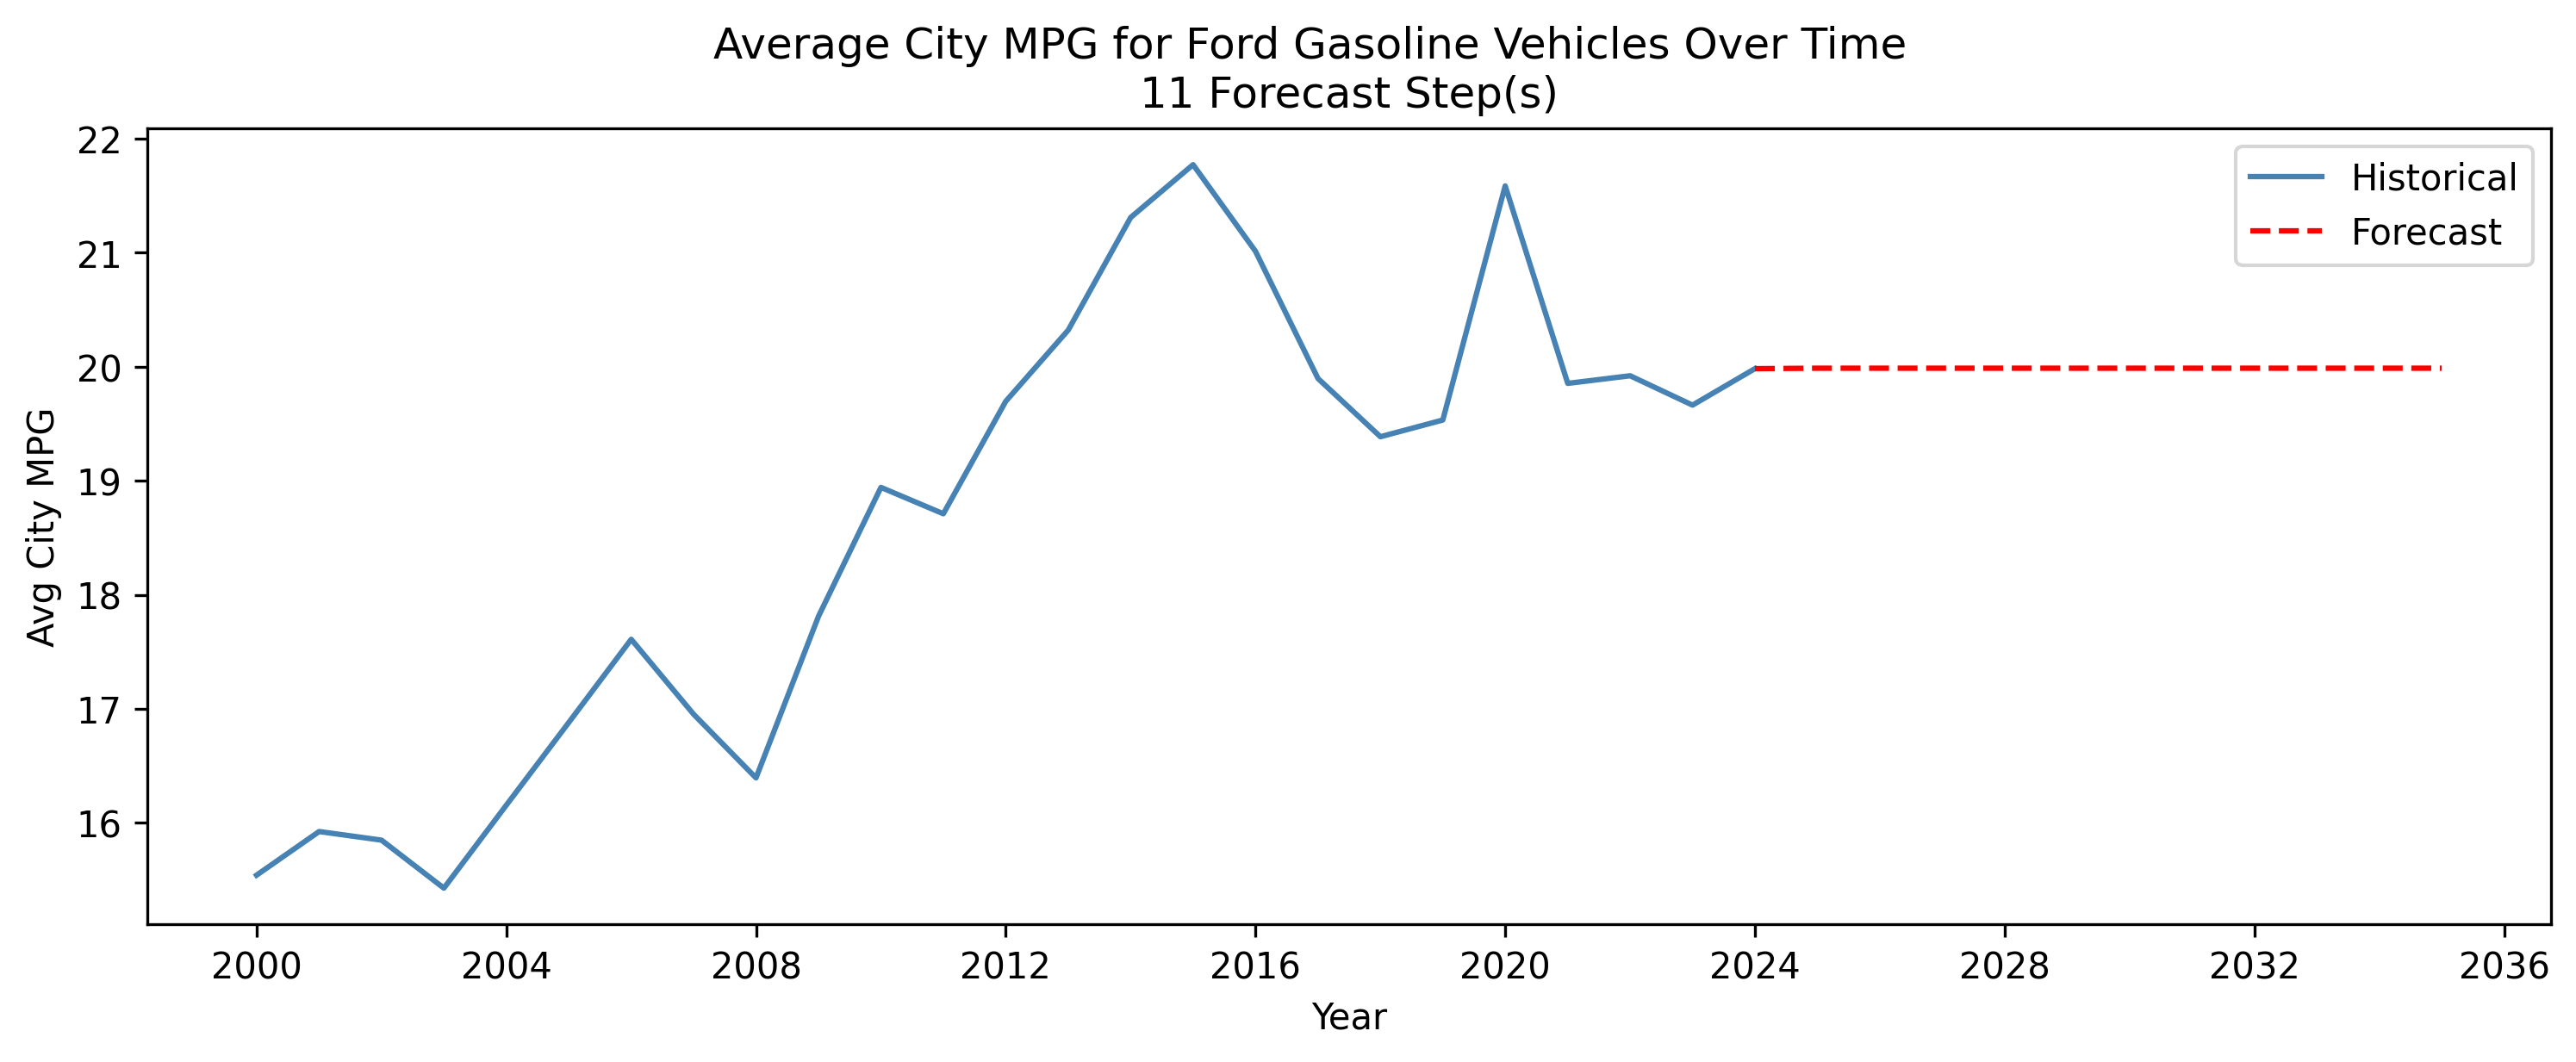 Average City MPG for Ford Gasoline Vehicles Over Time
11 Forecast Step(s)
22
21
20
19
18
17
16
Avg City MPG
Historical
Forecast
2000 2004 2008 2012 2016 2020 2024 2028 2032 2036
Year